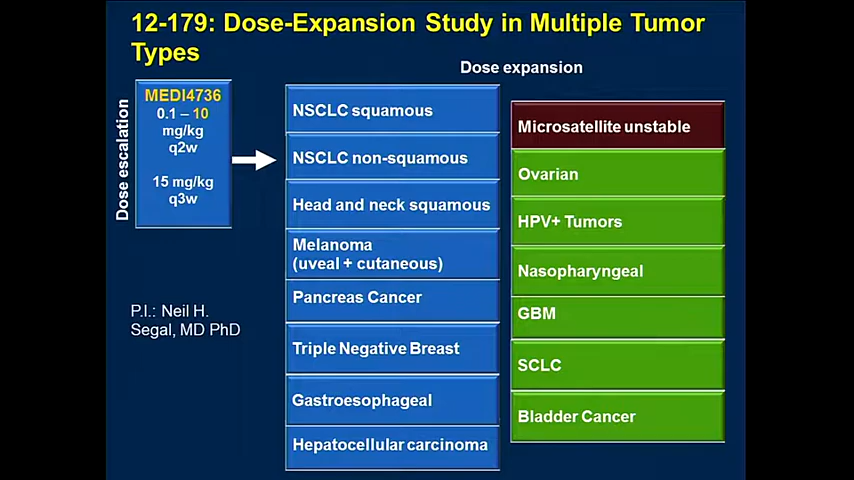 12-179: Dose-Expansion Study in Multiple Tumor
Types
Dose expansion
Dose escalation
MEDI4736
0.1 – 10
mg/kg
q2w
15 mg/kg
q3w
NSCLC squamous
NSCLC non-squamous
Head and neck squamous
Melanoma
(uveal + cutaneous)
Pancreas Cancer
Triple Negative Breast
Gastroesophageal
Hepatocellular carcinoma
Microsatellite unstable
Ovarian
HPV+ Tumors
Nasopharyngeal
GBM
SCLC
Bladder Cancer
P.I.: Neil H.
Segal, MD PhD